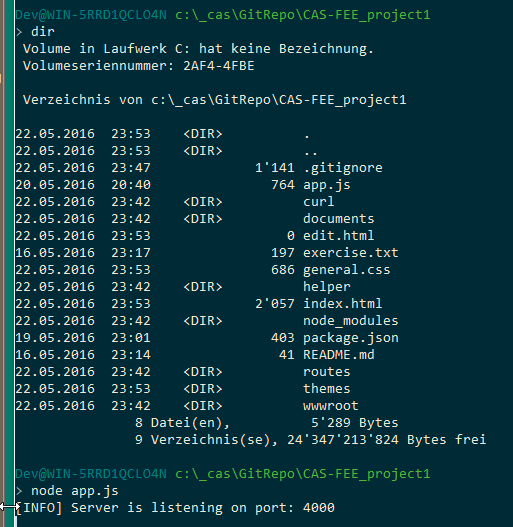 Dev@WIN-5RRD1QCLO4N c:\_cas\GitRepo\CAS-FEE_project1
> dir
 Volume in Laufwerk C: hat keine Bezeichnung.
 Volumeseriennummer: 2AF4-4FBE

 Verzeichnis von c:\_cas\GitRepo\CAS-FEE_project1

22.05.2016  23:53    <DIR>          .
22.05.2016  23:53    <DIR>          ..
22.05.2016  23:47             1'141 .gitignore
20.05.2016  20:40               764 app.js
22.05.2016  23:42    <DIR>          curl
22.05.2016  23:42    <DIR>          documents
22.05.2016  23:53                 0 edit.html
16.05.2016  23:17               197 exercise.txt
22.05.2016  23:53               686 general.css
22.05.2016  23:42    <DIR>          helper
22.05.2016  23:53             2'057 index.html
22.05.2016  23:42    <DIR>          node_modules
19.05.2016  23:01               403 package.json
16.05.2016  23:14                41 README.md
22.05.2016  23:42    <DIR>          routes
22.05.2016  23:53    <DIR>          themes
22.05.2016  23:42    <DIR>          wwwroot
               8 Datei(en),          5'289 Bytes
               9 Verzeichnis(se), 24'347'213'824 Bytes frei

Dev@WIN-5RRD1QCLO4N c:\_cas\GitRepo\CAS-FEE_project1
> node app.js
[INFO] Server is listening on port: 4000